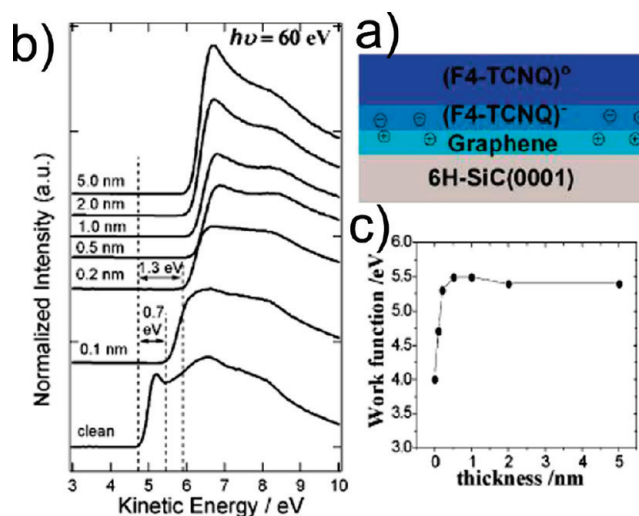 b)
hυ = 60 eV
Normalized Intensity (a.u.)
5.0 nm
2.0 nm
1.0 nm
0.5 nm
0.2 nm
1.3 eV
0.7
eV
0.1 nm
clean
3 4 5 6 7 8 9 10
Kinetic Energy / eV
a)
(F4-TCNQ)⁰
(F4-TCNQ)⁻
⊖ ⊖ ⊖ ⊖
⊕ ⊕ ⊕ ⊕
Graphene
6H-SiC(0001)
c)
Work function /eV
6.0
5.5
5.0
4.5
4.0
3.5
3.0
0 1 2 3 4 5
thickness /nm